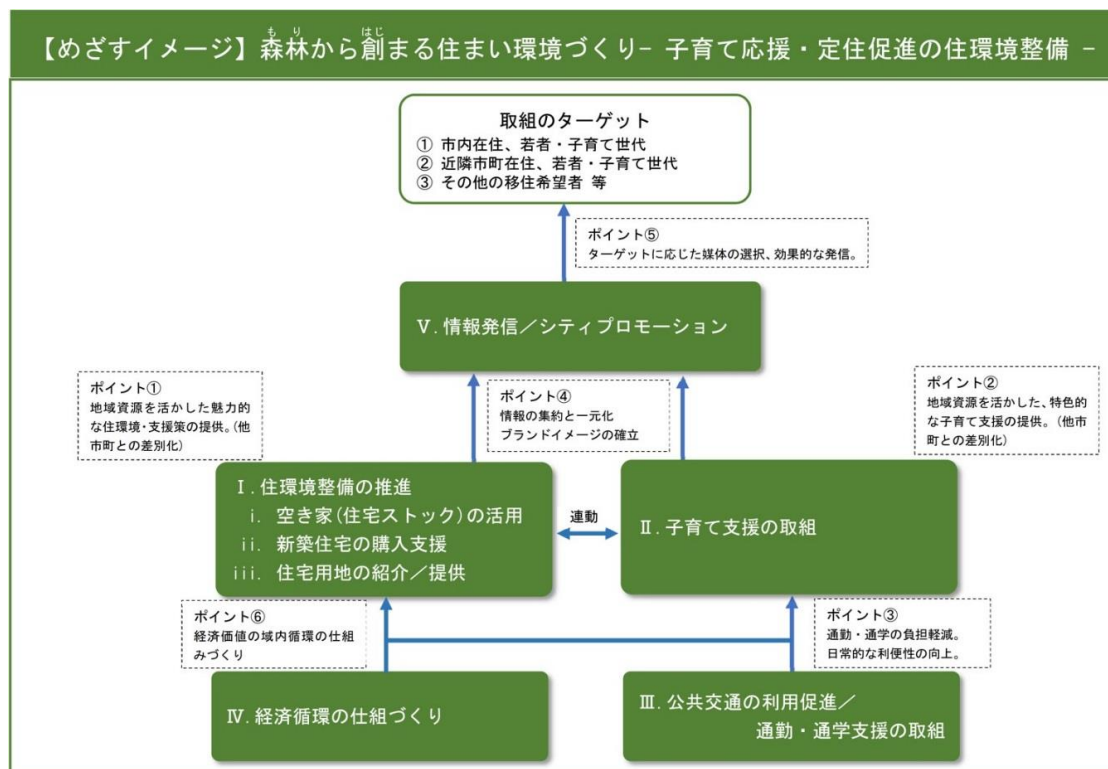 【めざすイメージ】森林から創まる住まい環境づくり- 子育て応援・定住促進の住環境整備 -
もり
はじ
取組のターゲット
① 市内在住、若者・子育て世代
② 近隣市町在住、若者・子育て世代
③ その他の移住希望者 等
ポイント⑤
ターゲットに応じた媒体の選択、効果的な発信。
Ⅴ.情報発信／シティプロモーション
ポイント①
地域資源を活かした魅力的
な住環境・支援策の提供。(他
市町との差別化)
ポイント④
情報の集約と一元化
ブランドイメージの確立
ポイント②
地域資源を活かした、特色的
な子育て支援の提供。(他市
町との差別化)
Ⅰ.住環境整備の推進
ⅰ. 空き家(住宅ストック)の活用
ⅱ. 新築住宅の購入支援
ⅲ. 住宅用地の紹介／提供
連動
Ⅱ.子育て支援の取組
ポイント⑥
経済価値の域内循環の仕組
みづくり
ポイント③
通勤・通学の負担軽減。
日常的な利便性の向上。
Ⅳ.経済循環の仕組づくり
Ⅲ.公共交通の利用促進／
通勤・通学支援の取組